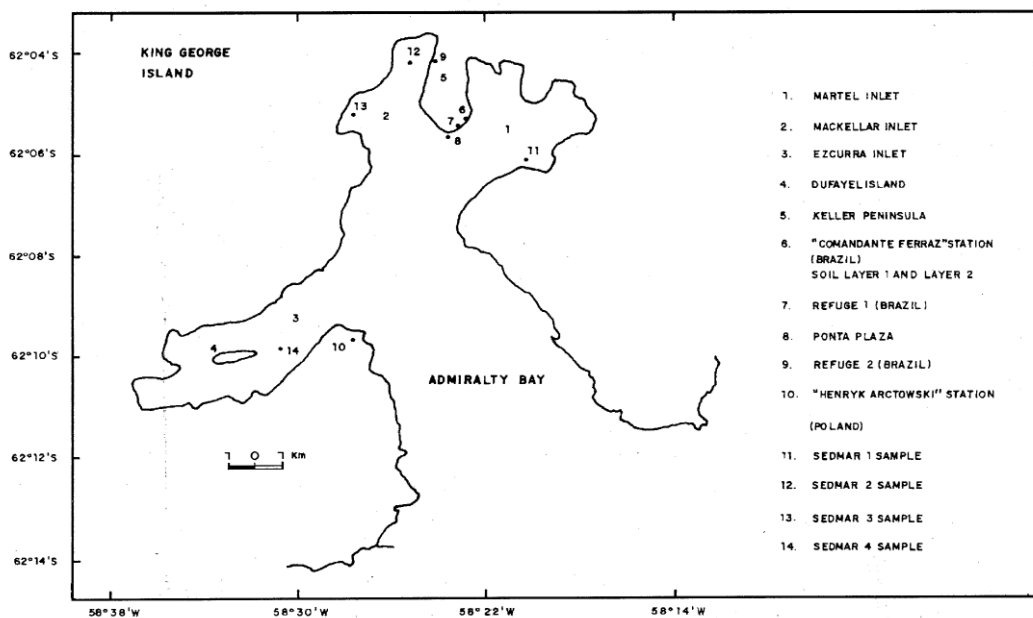 KING GEORGE
ISLAND
62°04'S
62°06'S
62°08'S
62°10'S
62°12'S
62°14'S
58°38'W
58°30'W
58°22'W
58°14'W
12
9
5
13
2
6
7
8
1
11
3
4
14
10
ADMIRALTY BAY
1 0 1 Km
1. MARTEL INLET
2. MACKELLAR INLET
3. EZCURRA INLET
4. DUFAYEL ISLAND
5. KELLER PENINSULA
6. "COMANDANTE FERRAZ" STATION
(BRAZIL)
SOIL LAYER 1 AND LAYER 2
7. REFUGE 1 (BRAZIL)
8. PONTA PLAZA
9. REFUGE 2 (BRAZIL)
10. "HENRYK ARCTOWSKI" STATION
(POLAND)
11. SEDMAR 1 SAMPLE
12. SEDMAR 2 SAMPLE
13. SEDMAR 3 SAMPLE
14. SEDMAR 4 SAMPLE